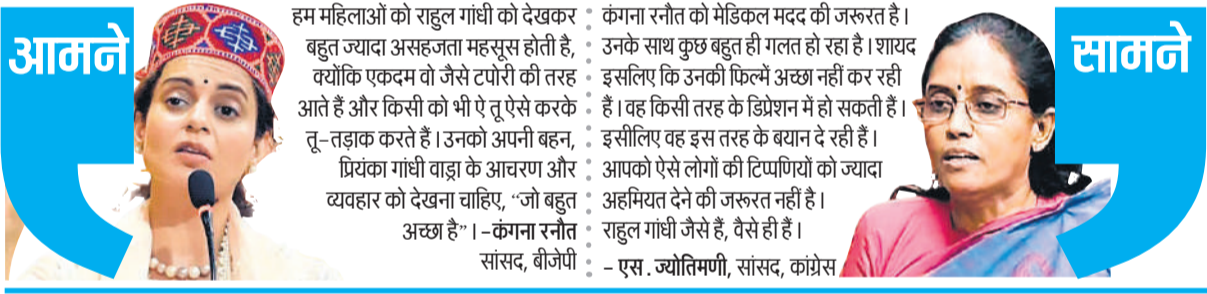 आमने
हम महिलाओं को राहुल गांधी को देखकर
बहुत ज्यादा असहजता महसूस होती है,
क्योंकि एकदम वो जैसे टपोरी की तरह
आते हैं और किसी को भी ऐ तू ऐसे करके
तू-तड़ाक करते हैं। उनको अपनी बहन,
प्रियंका गांधी वाड्रा के आचरण और
व्यवहार को देखना चाहिए, “जो बहुत
अच्छा है”। -कंगना रनौत
सांसद, बीजेपी
कंगना रनौत को मेडिकल मदद की जरूरत है।
उनके साथ कुछ बहुत ही गलत हो रहा है। शायद
इसलिए कि उनकी फिल्में अच्छा नहीं कर रही
हैं। वह किसी तरह के डिप्रेशन में हो सकती हैं।
इसीलिए वह इस तरह के बयान दे रही हैं।
आपको ऐसे लोगों की टिप्पणियों को ज्यादा
अहमियत देने की जरूरत नहीं है।
राहुल गांधी जैसे हैं, वैसे ही हैं।
- एस. ज्योतिमणी, सांसद, कांग्रेस
सामने